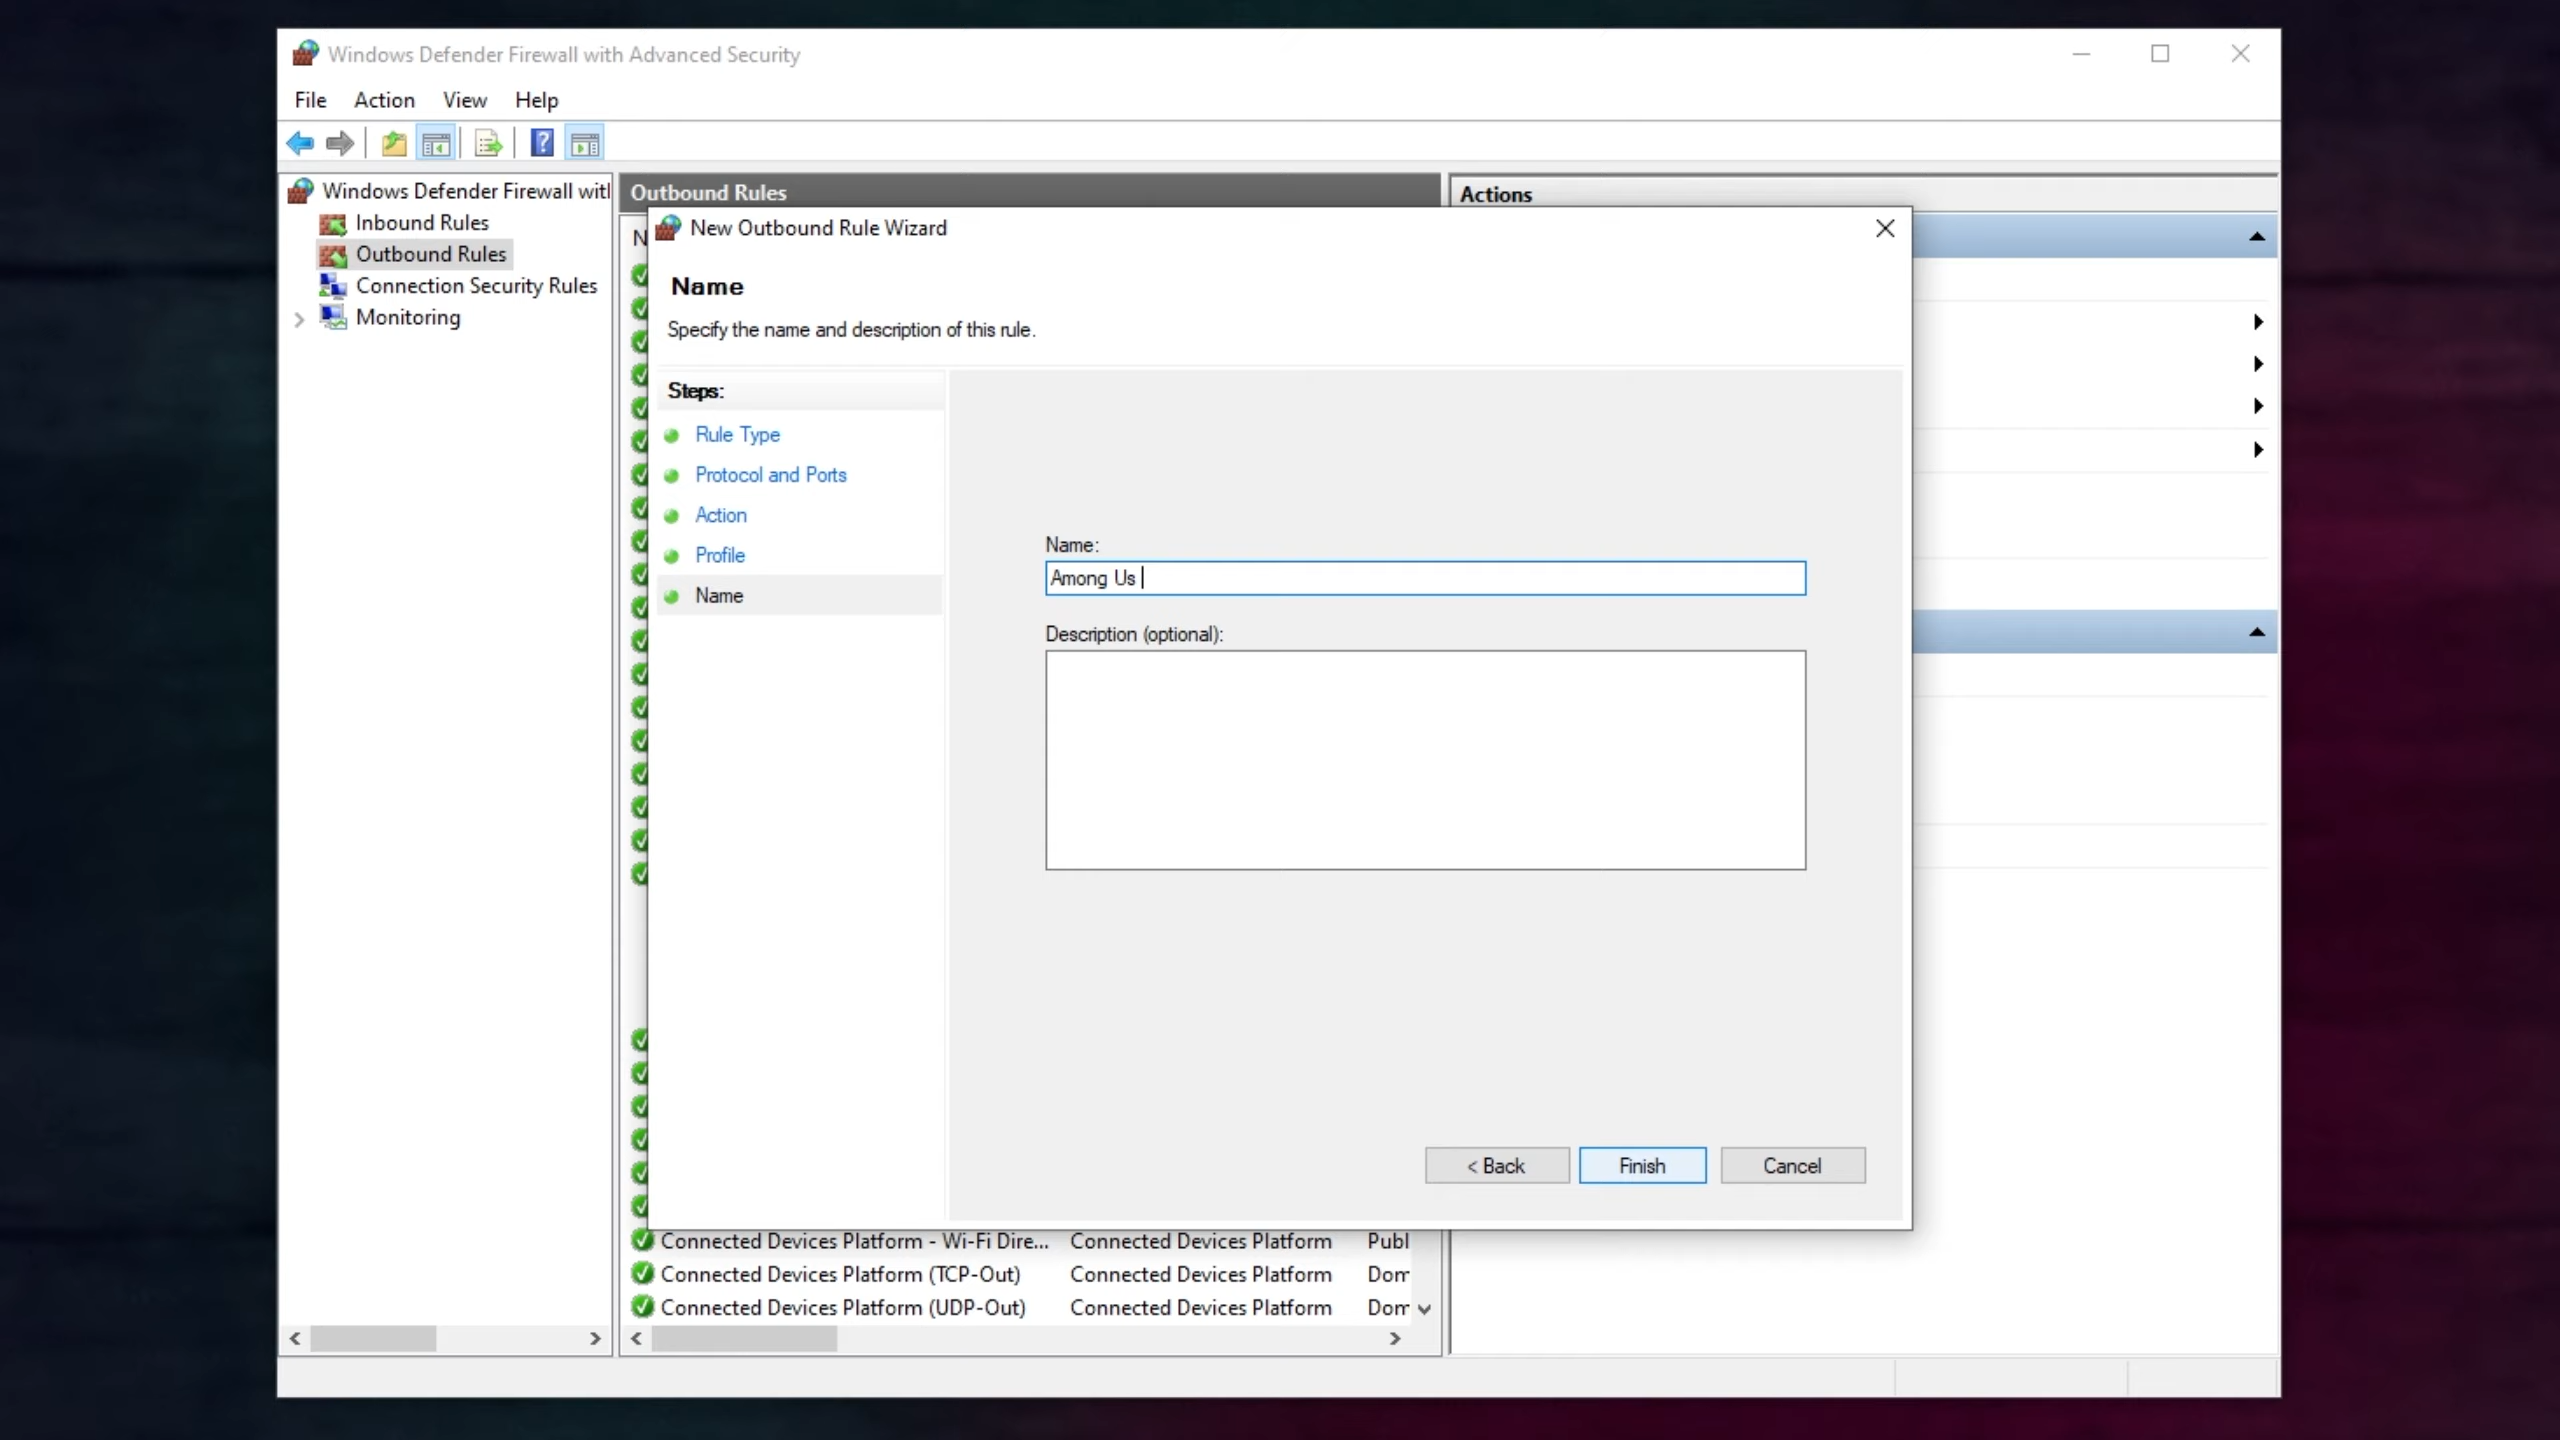 Windows Defender Firewall with Advanced Security
File Action View Help
Windows Defender Firewall with
Inbound Rules
Outbound Rules
Connection Security Rules
Monitoring
Outbound Rules
N
Actions
New Outbound Rule Wizard
Name
Specify the name and description of this rule.
Steps:
Rule Type
Protocol and Ports
Action
Profile
Name
Name:
Among Us
Description (optional):
< Back Finish Cancel
Connected Devices Platform - Wi-Fi Dire... Connected Devices Platform Publ
Connected Devices Platform (TCP-Out) Connected Devices Platform Dom
Connected Devices Platform (UDP-Out) Connected Devices Platform Dom